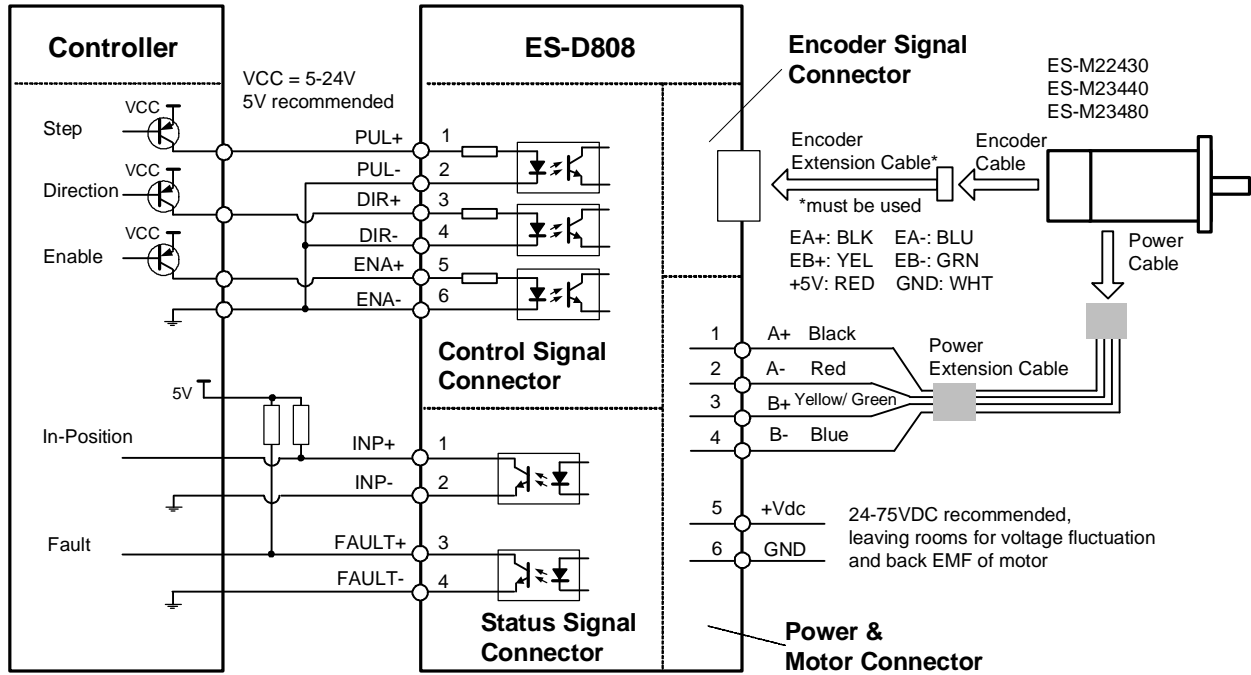 Controller
ES-D808
Encoder Signal
Connector
ES-M22430
ES-M23440
ES-M23480
VCC = 5-24V
5V recommended
VCC
Step
PUL+
1
PUL-
2
VCC
Direction
DIR+
3
DIR-
4
VCC
Enable
ENA+
5
ENA-
6
Encoder
Extension Cable*
*must be used
Encoder
Cable
EA+: BLK EA-: BLU
EB+: YEL EB-: GRN
+5V: RED GND: WHT
Power
Cable
Control Signal
Connector
1 A+ Black
2 A- Red
3 B+ Yellow/ Green
4 B- Blue
Power
Extension Cable
5V
In-Position
INP+
1
INP-
2
Fault
FAULT+
3
FAULT-
4
5 +Vdc
6 GND
24-75VDC recommended,
leaving rooms for voltage fluctuation
and back EMF of motor
Status Signal
Connector
Power &
Motor Connector